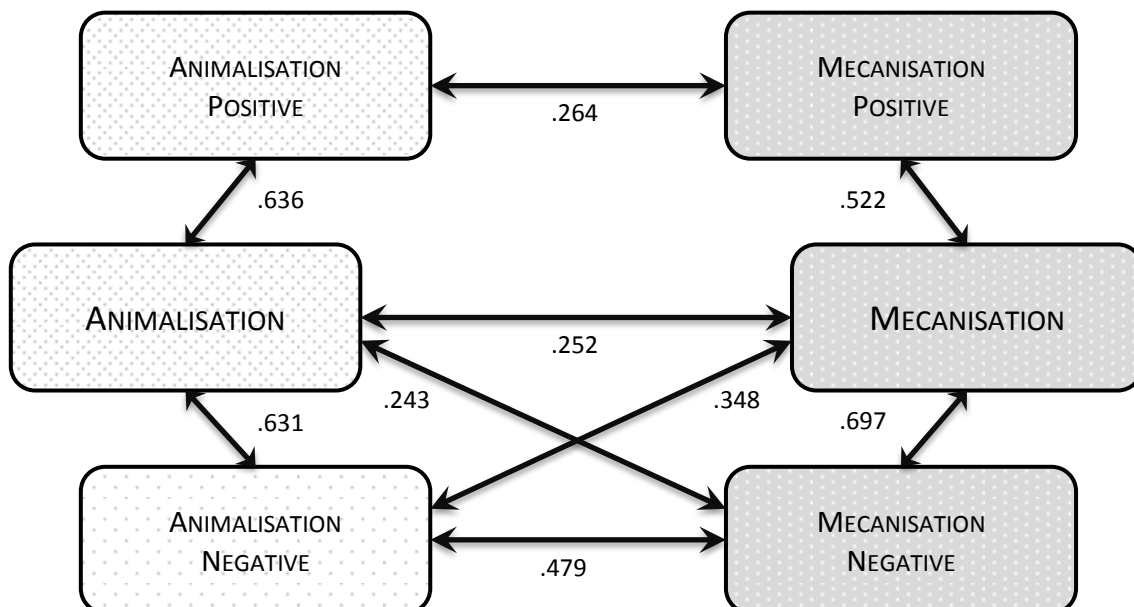 ANIMALISATION
POSITIVE
MECANISATION
POSITIVE
.264
.636
.522
ANIMALISATION
MECANISATION
.252
.243
.348
.631
.697
ANIMALISATION
NEGATIVE
MECANISATION
NEGATIVE
.479